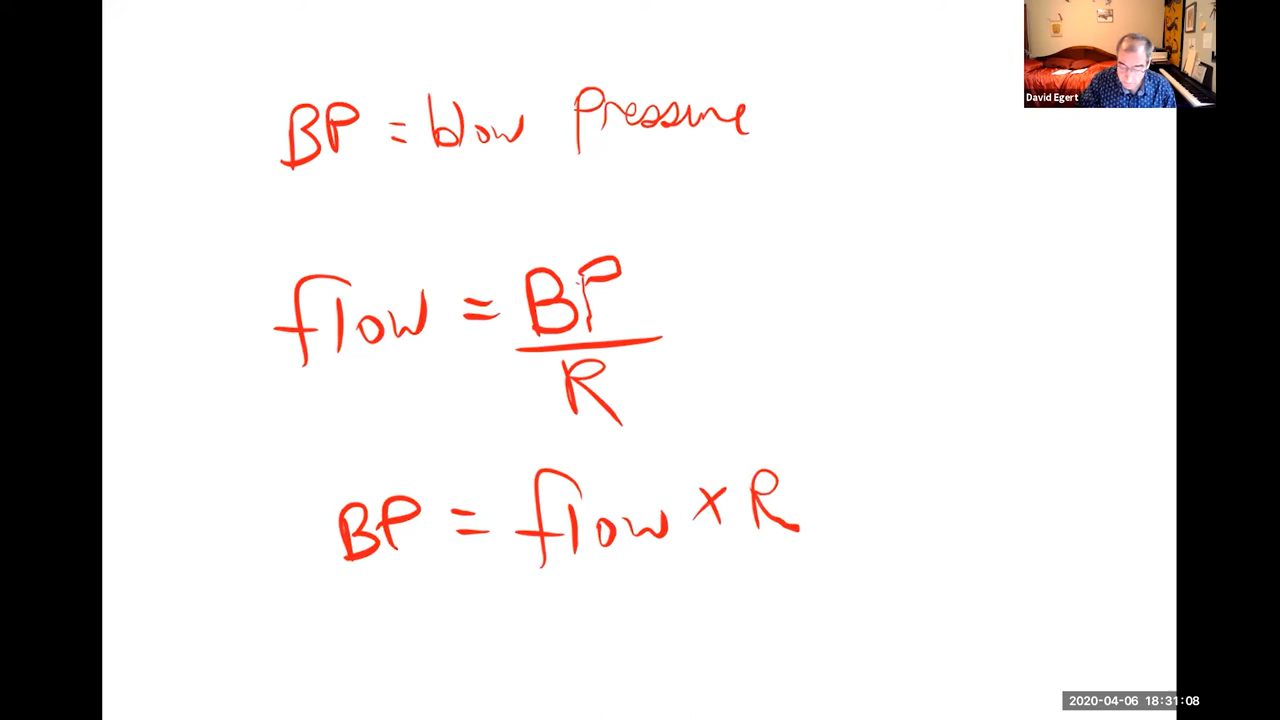 David Egert
BP = blow Pressure
flow = BP
R
BP = flow × R
2020-04-06 18:31:08